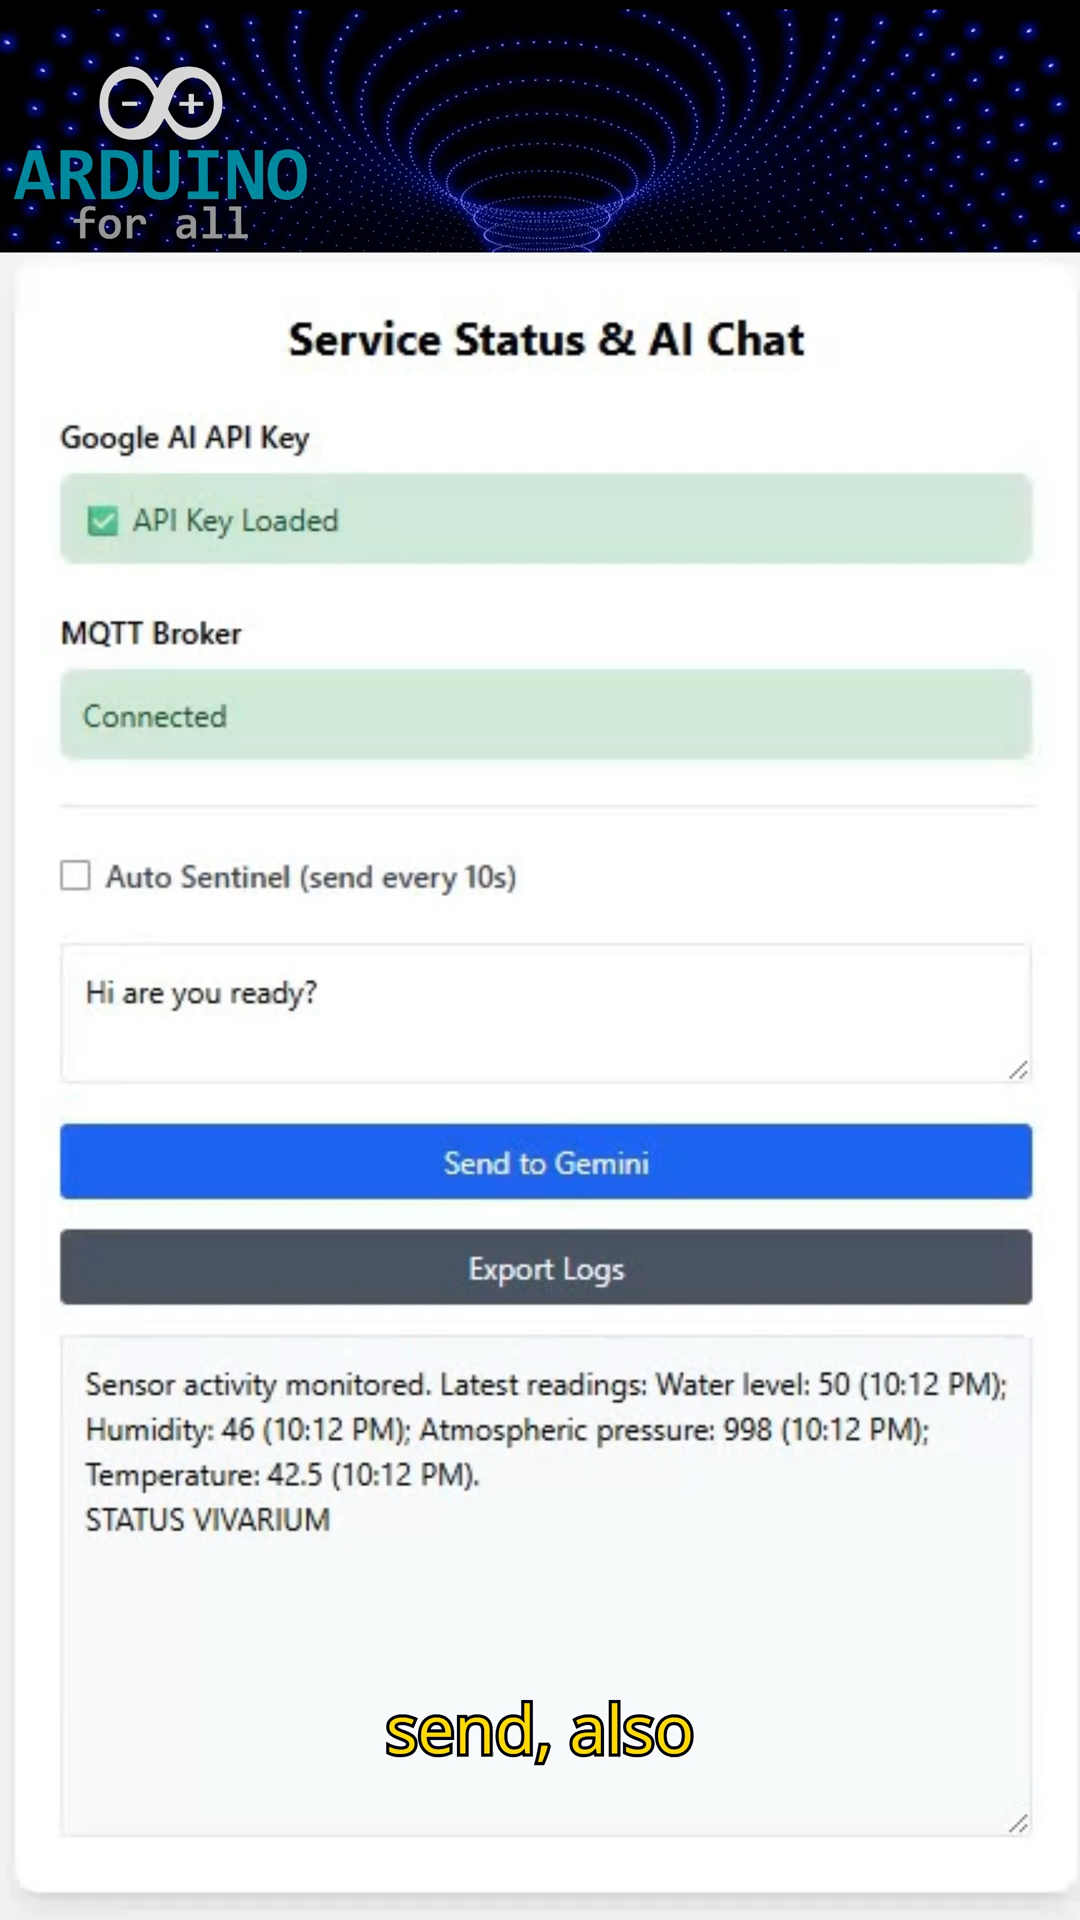 ARDUINO
for all
Service Status & AI Chat
Google AI API Key
✅ API Key Loaded
MQTT Broker
Connected
Auto Sentinel (send every 10s)
Hi are you ready?
Send to Gemini
Export Logs
Sensor activity monitored. Latest readings: Water level: 50 (10:12 PM);
Humidity: 46 (10:12 PM); Atmospheric pressure: 998 (10:12 PM);
Temperature: 42.5 (10:12 PM).
STATUS VIVARIUM
send, also